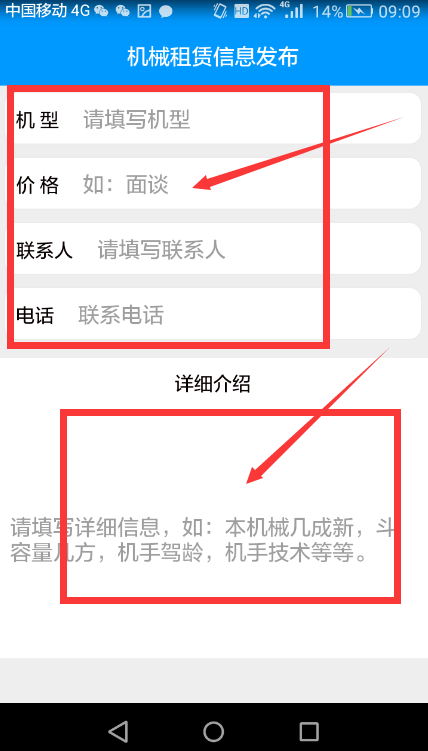 中国移动 4G HD 4G 14% 09:09
机械租赁信息发布
机 型 请填写机型
价 格 如：面谈
联系人 请填写联系人
电话 联系电话
详细介绍
请填写详细信息，如：本机械几成新，斗
容量几方，机手驾龄，机手技术等等。